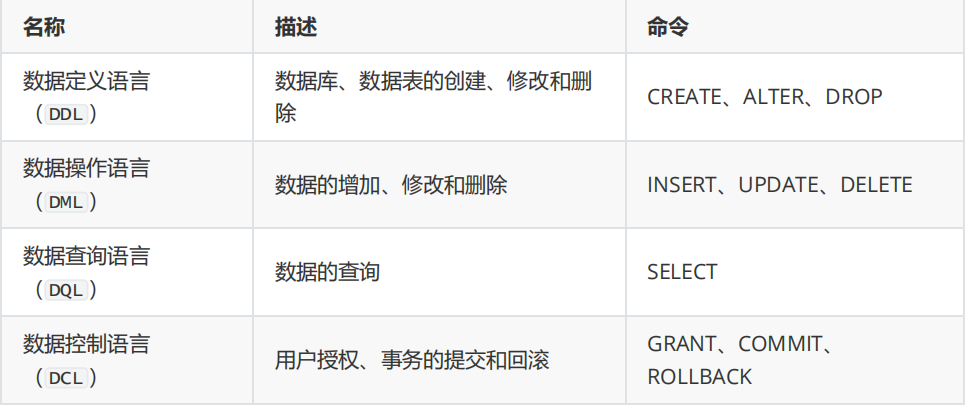 名称 描述 命令
数据定义语言
（DDL）
数据库、数据表的创建、修改和删
除
CREATE、ALTER、DROP
数据操作语言
（DML）
数据的增加、修改和删除
INSERT、UPDATE、DELETE
数据查询语言
（DQL）
数据的查询
SELECT
数据控制语言
（DCL）
用户授权、事务的提交和回滚
GRANT、COMMIT、
ROLLBACK